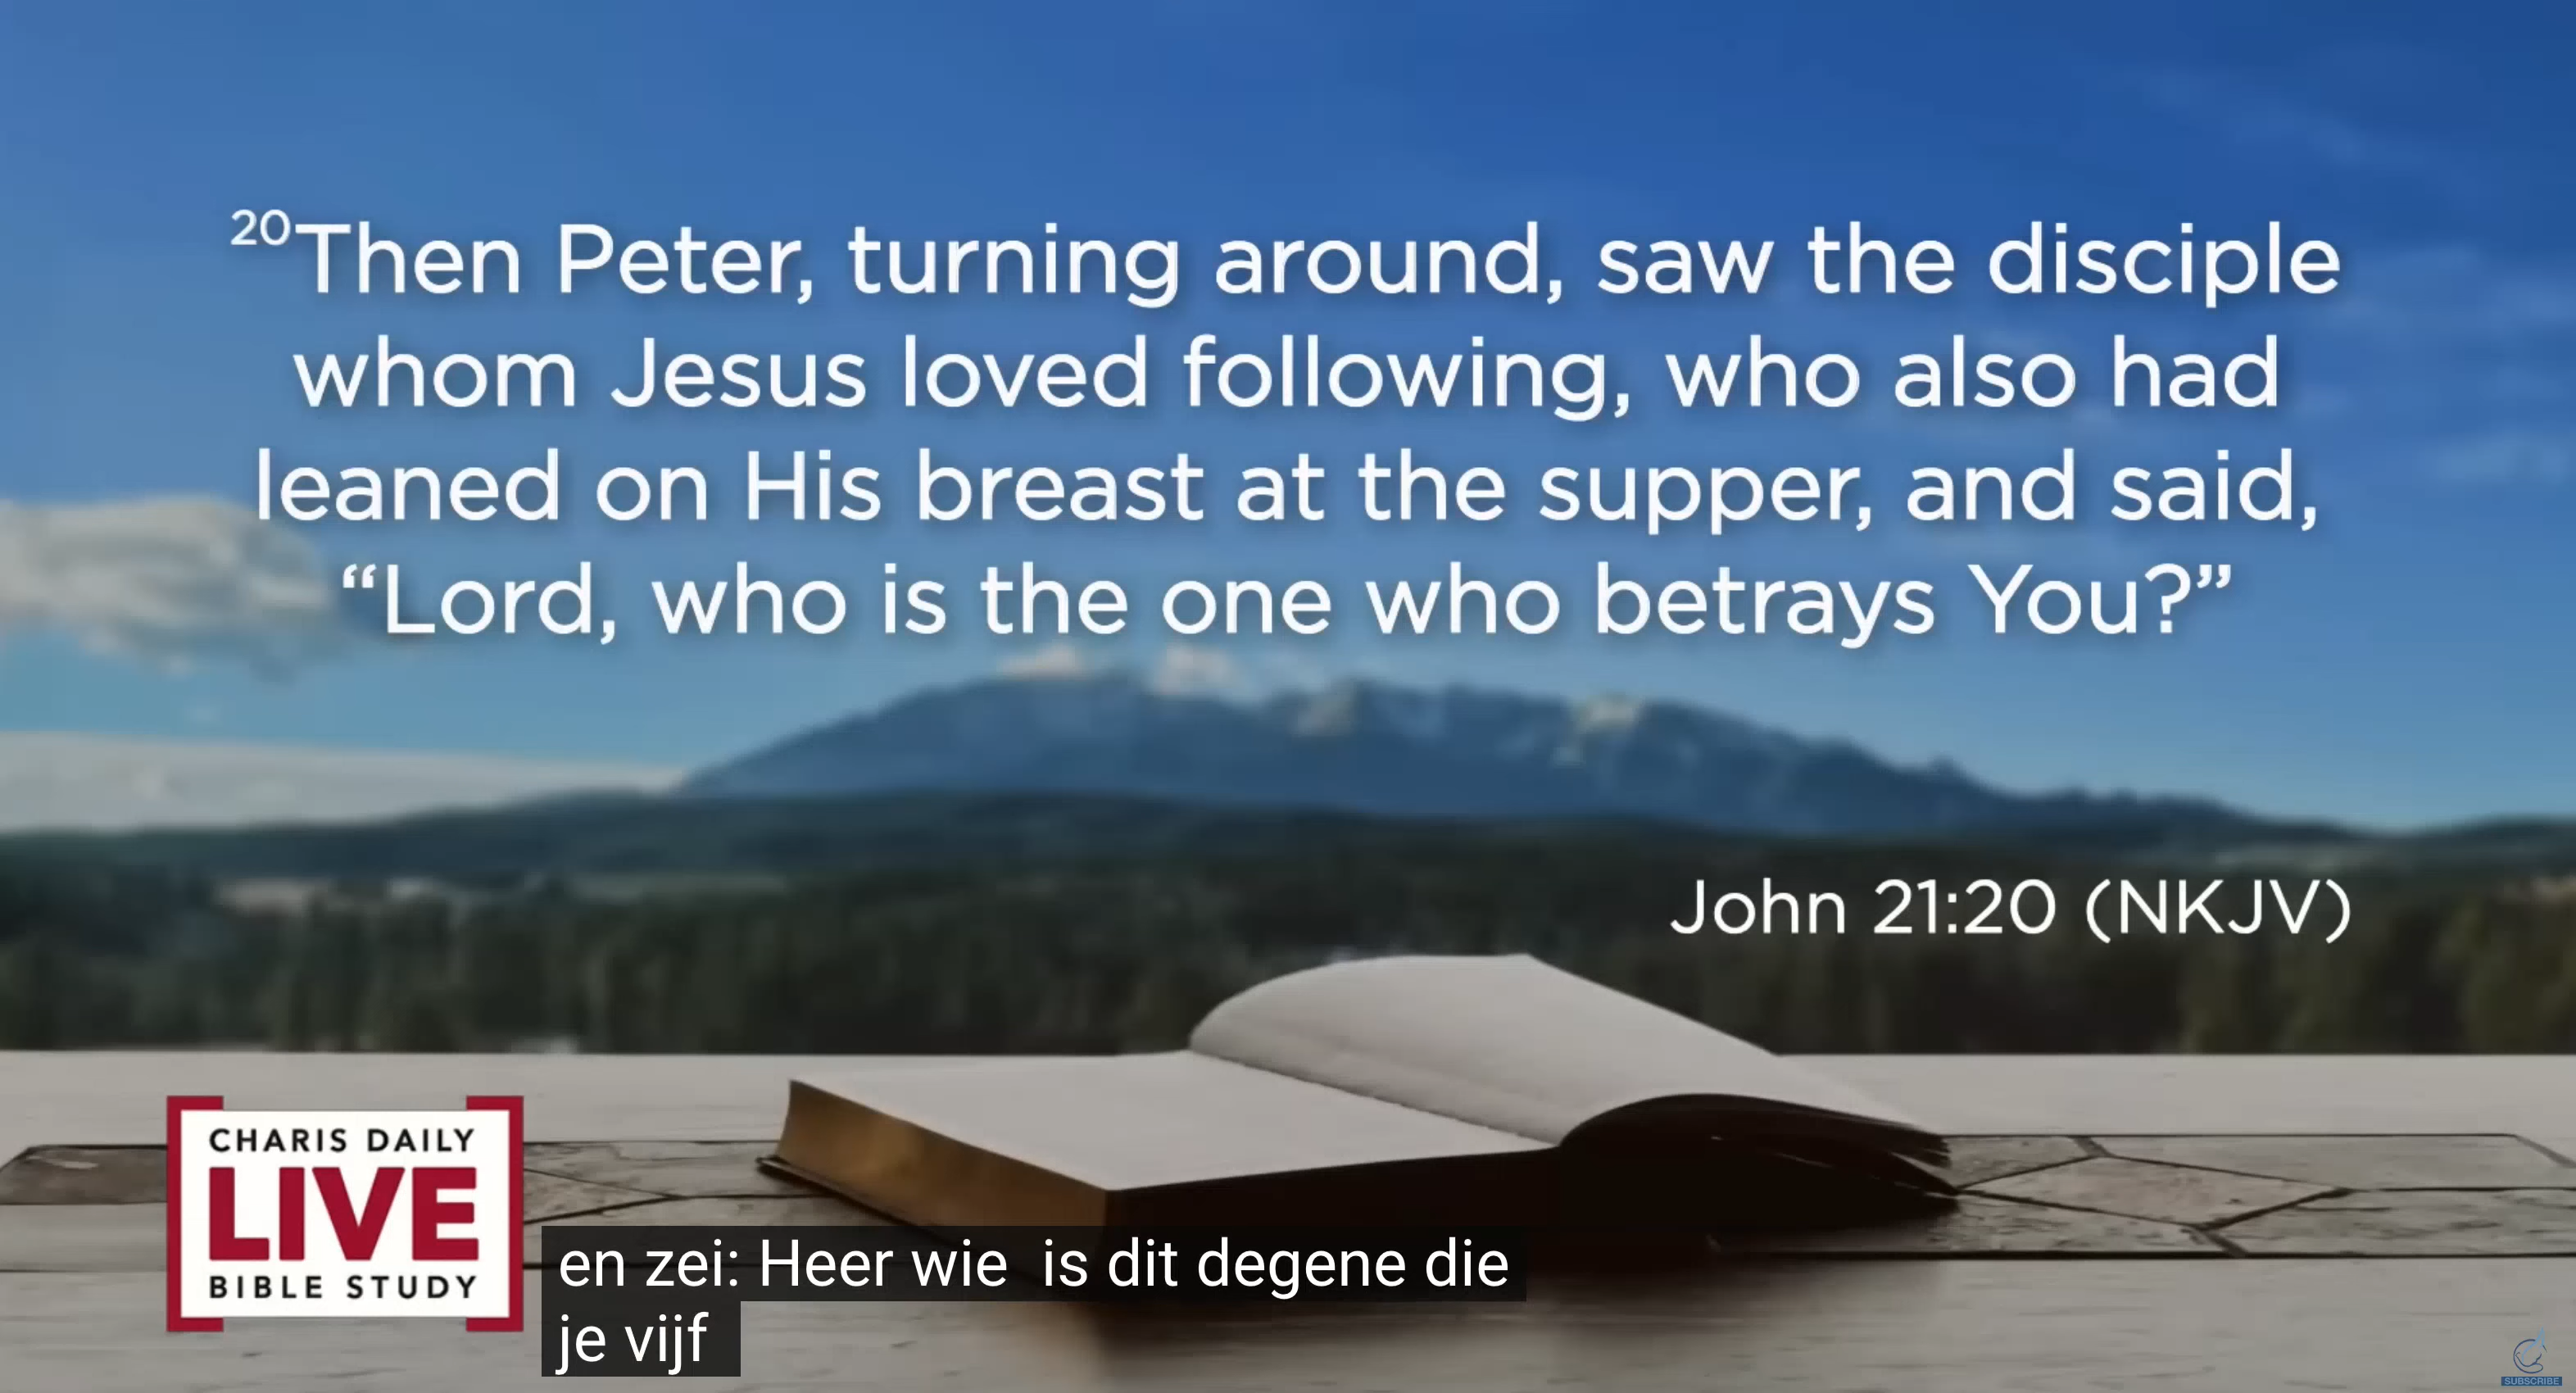 20Then Peter, turning around, saw the disciple
whom Jesus loved following, who also had
leaned on His breast at the supper, and said,
“Lord, who is the one who betrays You?”
John 21:20 (NKJV)
CHARIS DAILY
LIVE
BIBLE STUDY
en zei: Heer wie  is dit degene die
je vijf
SUBSCRIBE